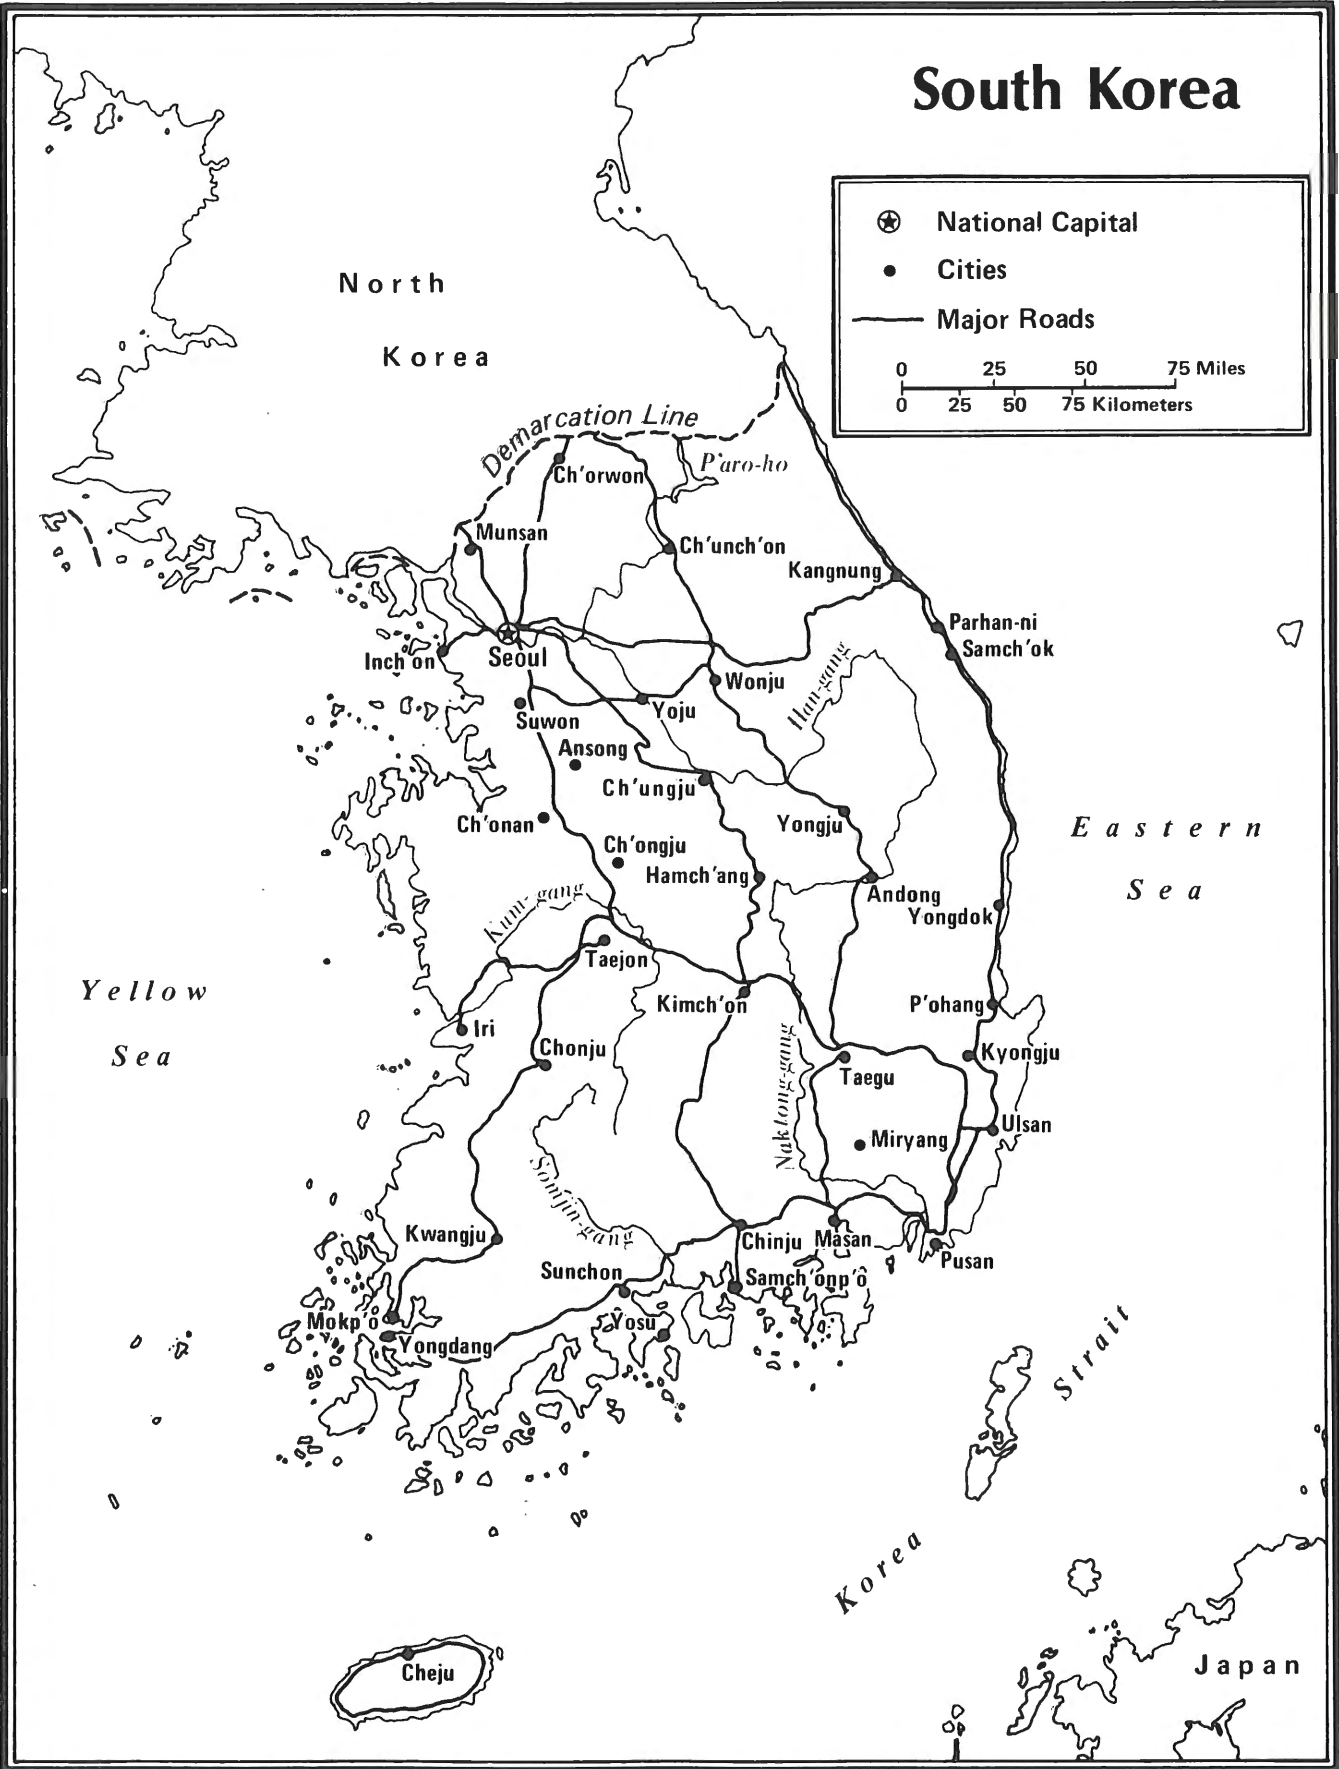 South Korea
National Capital
Cities
Major Roads
0 25 50 75 Miles
0 25 50 75 Kilometers
North
Korea
Demarcation Line
P'aro-ho
Ch'orwon
Munsan
Ch'unch'on
Kangnung
Parhan-ni
Samch'ok
Inch'on
Seoul
Wonju
Han-gang
Yoju
Suwon
Ansong
Ch'ungju
Ch'onan
Yongju
Ch'ongju
Hamch'ang
Andong
Yongdok
Eastern
Sea
Kum-gang
Taejon
Yellow
Sea
Kimch'on
P'ohang
Iri
Chonju
Kyongju
Taegu
Naktong-gang
Miryang
Ulsan
Somjin-gang
Kwangju
Chinju
Masan
Pusan
Sunchon
Samch'onp'ô
Mokp'o
Yosu
Yongdang
Korea Strait
Cheju
Japan